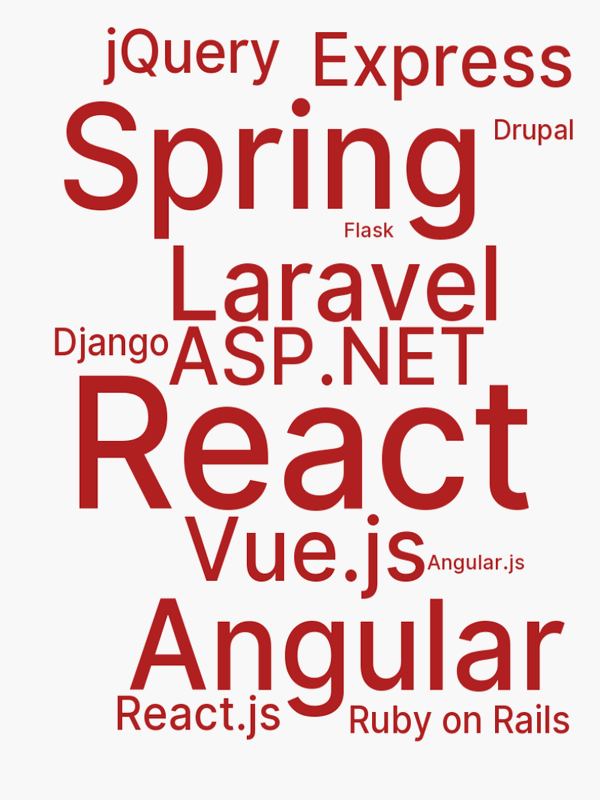 jQuery Express
Spring Drupal
Flask
Laravel
Django ASP.NET
React
Vue.js Angular.js
Angular
React.js Ruby on Rails